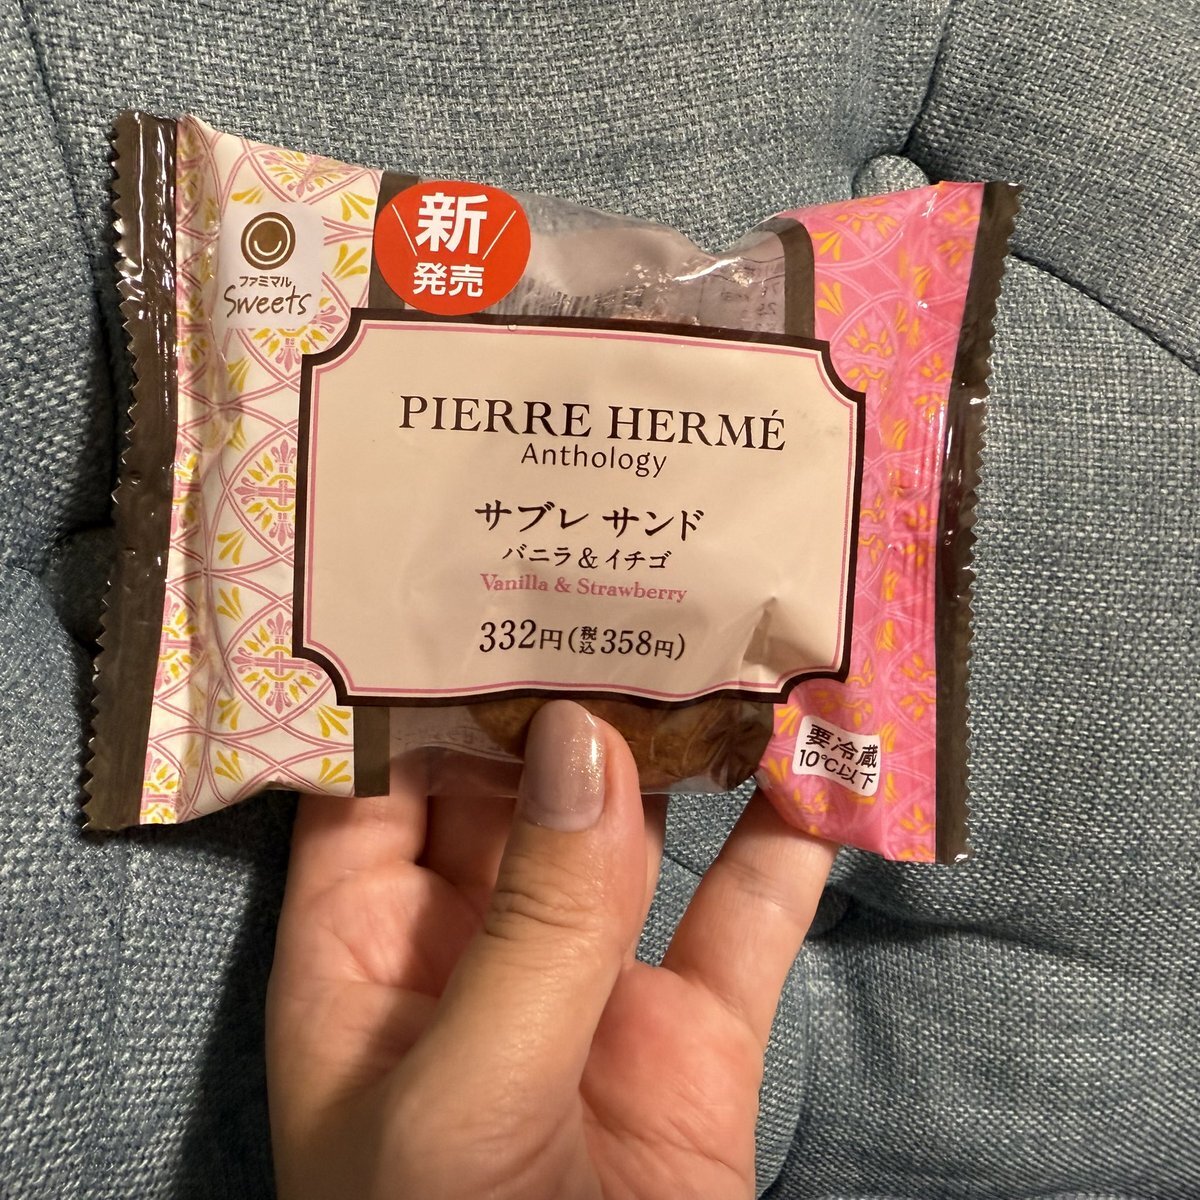 新
発売
ファミマル
Sweets
PIERRE HERMÉ
Anthology
サブレ サンド
バニラ&イチゴ
Vanilla & Strawberry
332円(税込358円)
要冷蔵
10℃以下